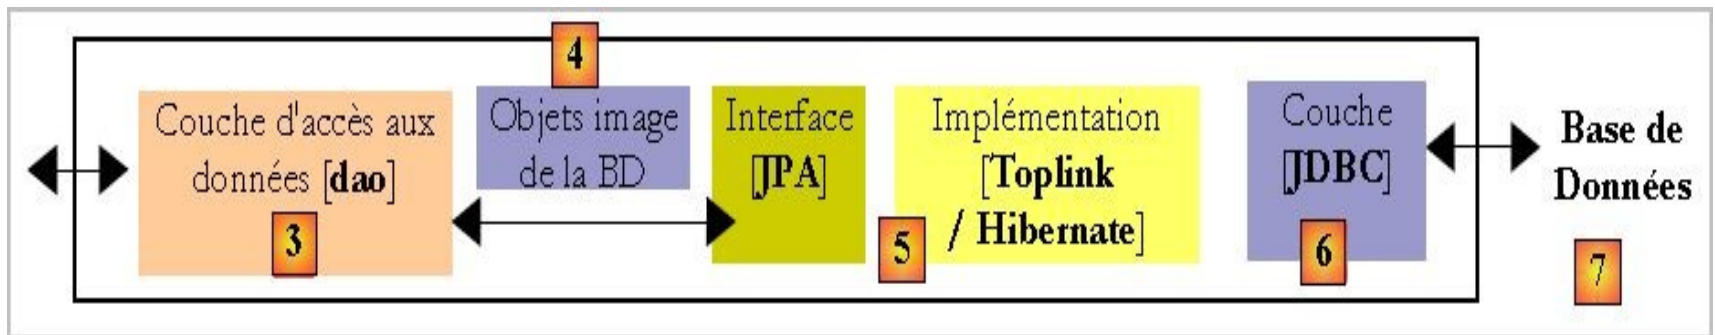 4
Couche d'accès aux
données [dao]
3
Objets image
de la BD
Interface
[JPA]
5
Implémentation
[Toplink
/ Hibernate]
Couche
[JDBC]
6
Base de
Données
7